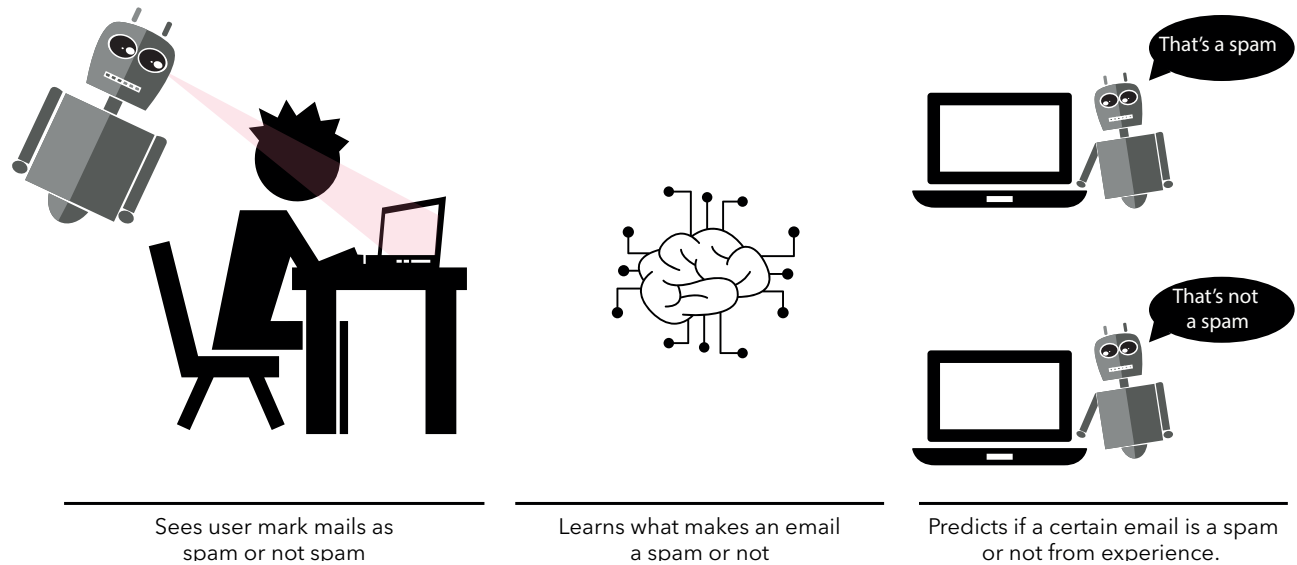 That's a spam
That's not
a spam
Sees user mark mails as
spam or not spam
Learns what makes an email
a spam or not
Predicts if a certain email is a spam
or not from experience.